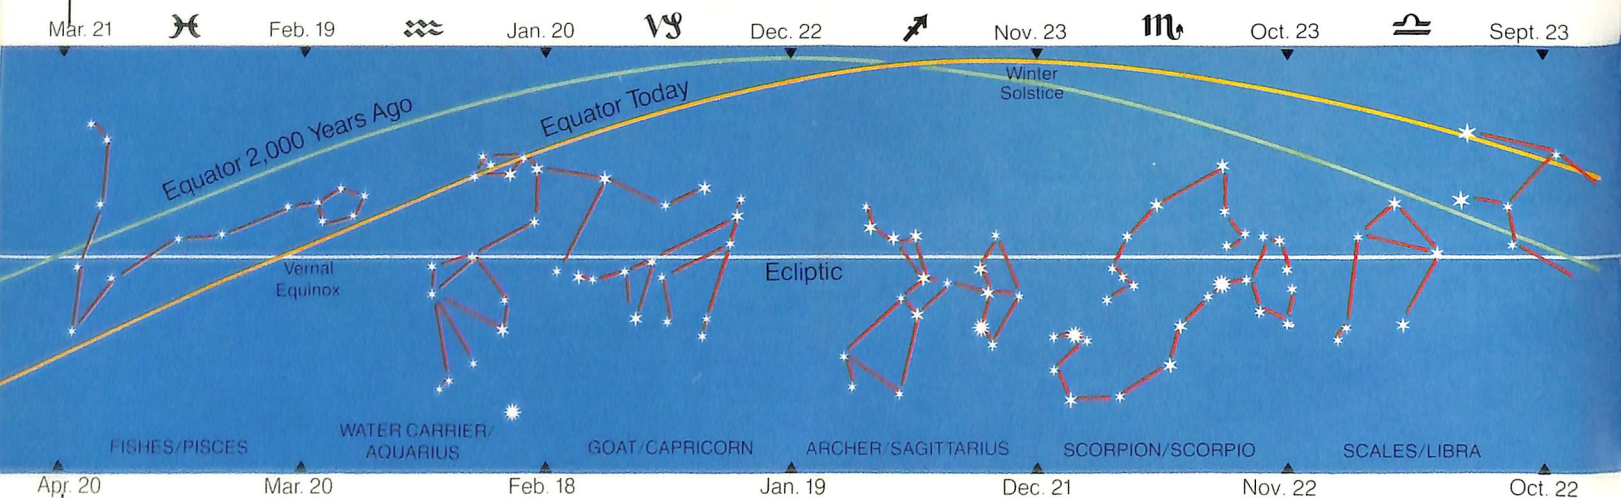 Mar. 21 ♓ Feb. 19 ♒ Jan. 20 ♑ Dec. 22 ♐ Nov. 23 ♏ Oct. 23 ♎ Sept. 23
Equator 2,000 Years Ago
Equator Today
Winter
Solstice
Vernal
Equinox
Ecliptic
FISHES/PISCES
WATER CARRIER/
AQUARIUS
GOAT/CAPRICORN
ARCHER/SAGITTARIUS
SCORPION/SCORPIO
SCALES/LIBRA
Apr. 20 Mar. 20 Feb. 18 Jan. 19 Dec. 21 Nov. 22 Oct. 22